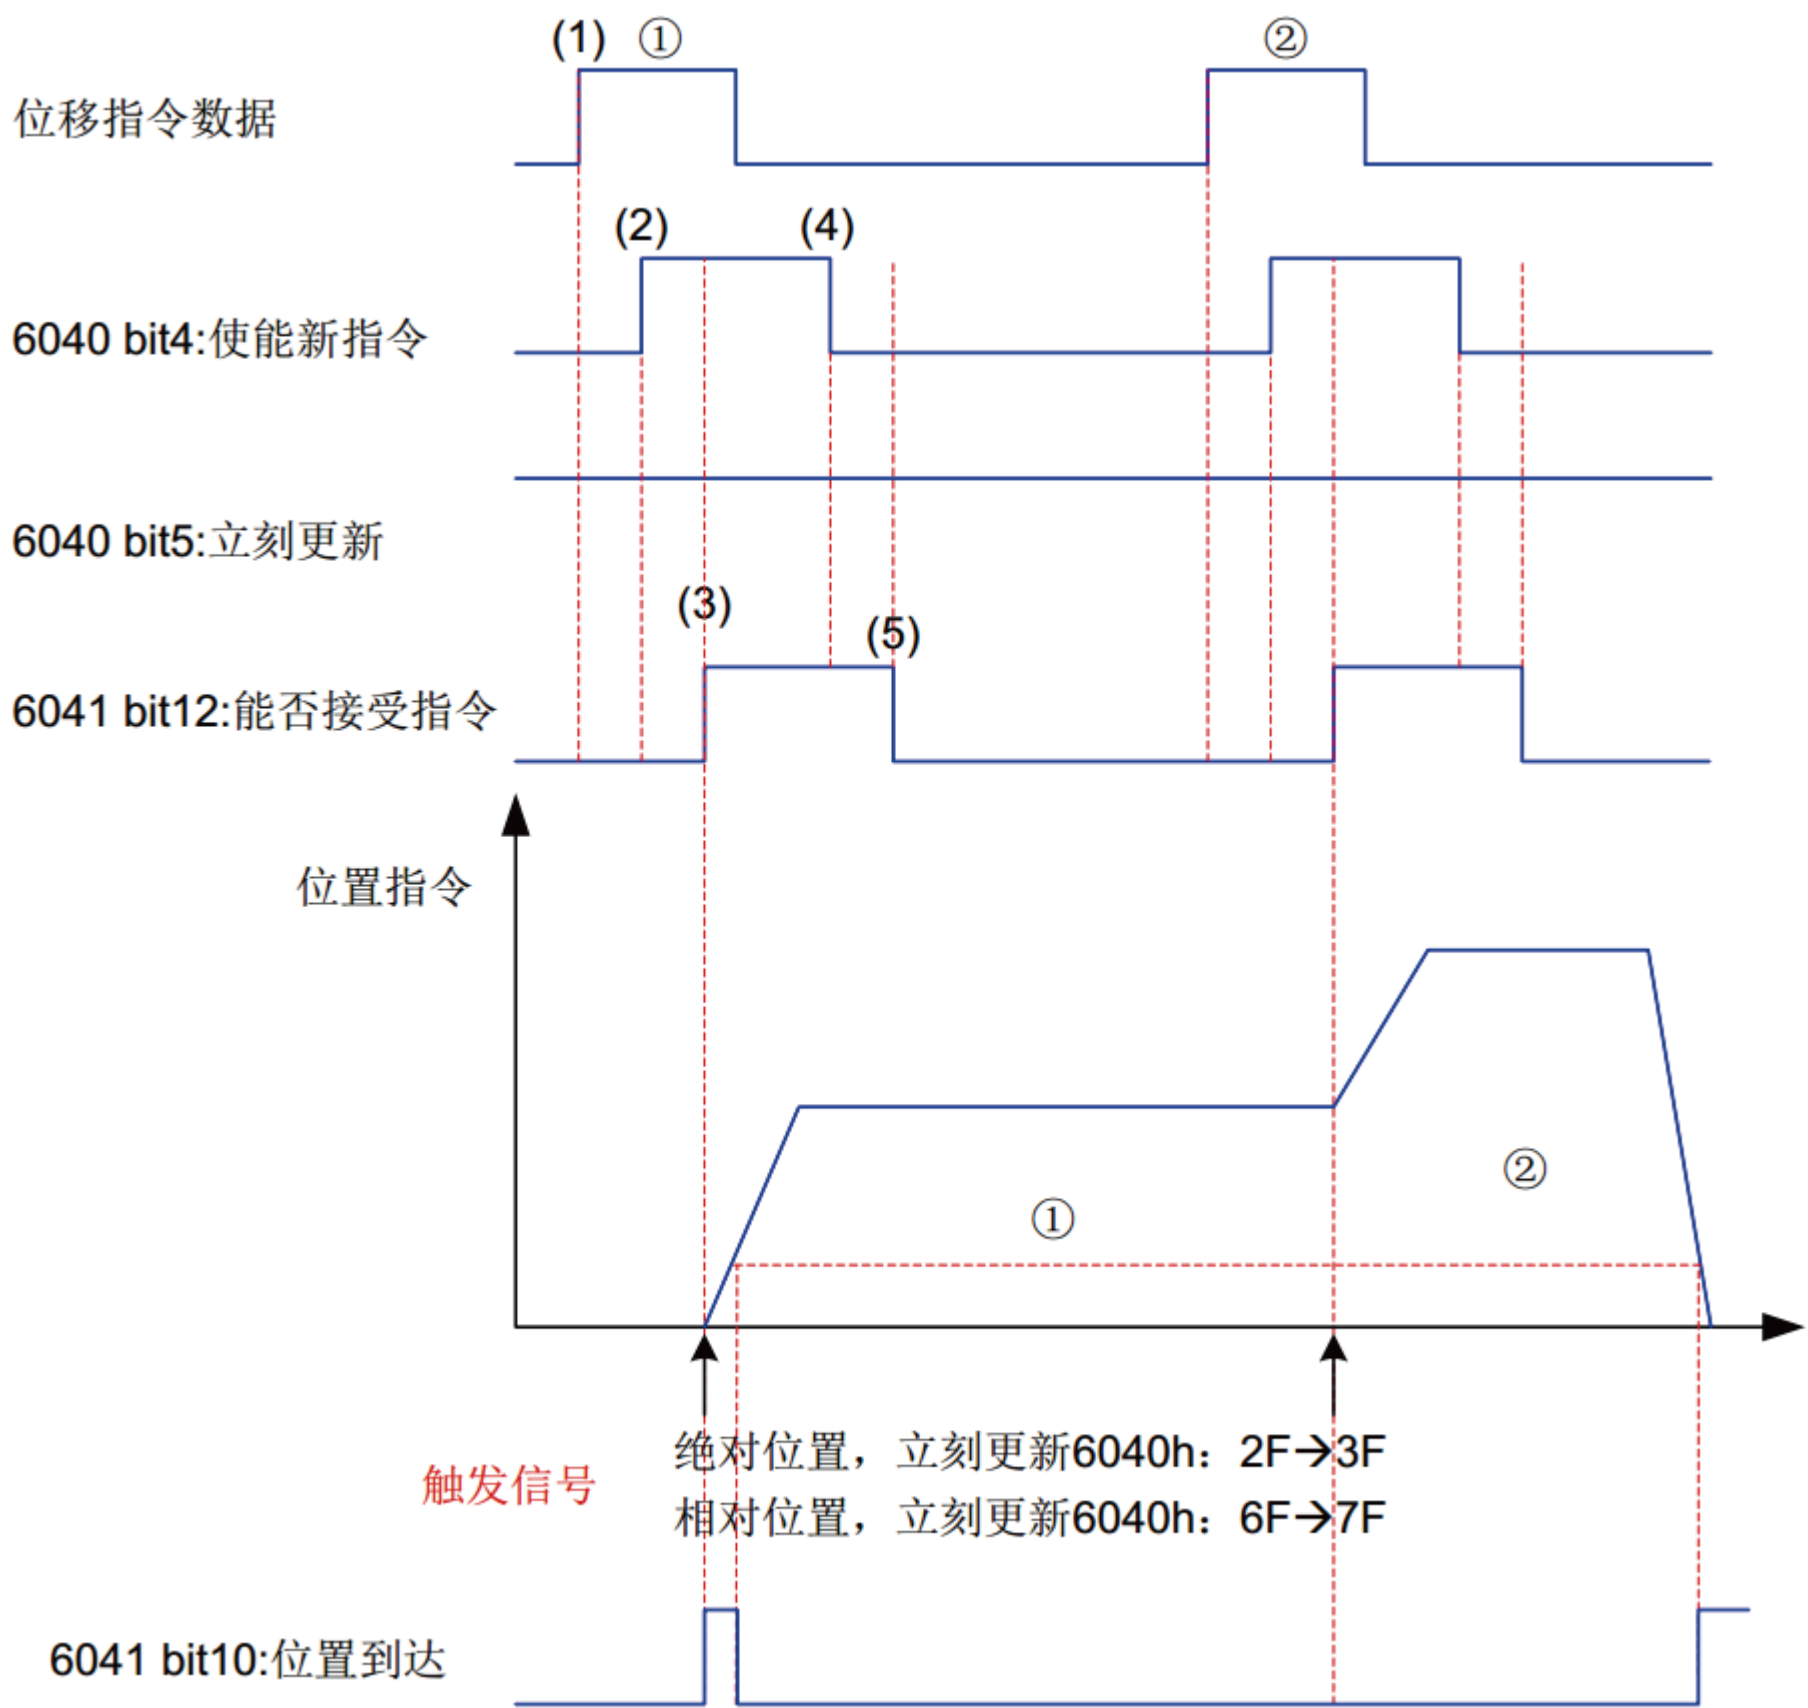 (1) ① ②
位移指令数据
(2) (4)
6040 bit4:使能新指令
6040 bit5:立刻更新
(3)
(5)
6041 bit12:能否接受指令
位置指令
②
①
绝对位置，立刻更新6040h：2F→3F
触发信号
相对位置，立刻更新6040h：6F→7F
6041 bit10:位置到达